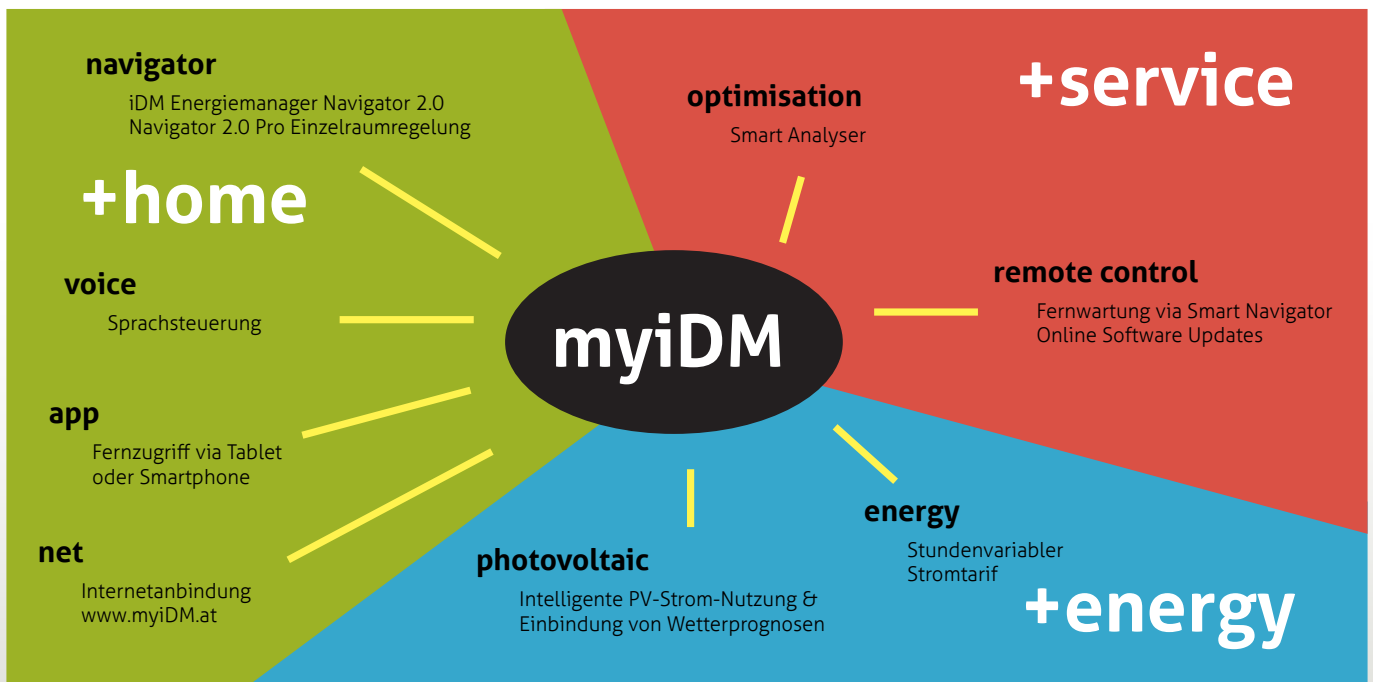 navigator
iDM Energiemanager Navigator 2.0
Navigator 2.0 Pro Einzelraumregelung
+home
voice
Sprachsteuerung
app
Fernzugriff via Tablet
oder Smartphone
net
Internetanbindung
www.myiDM.at
myiDM
+service
optimisation
Smart Analyser
remote control
Fernwartung via Smart Navigator
Online Software Updates
photovoltaic
Intelligente PV-Strom-Nutzung &
Einbindung von Wetterprognosen
energy
Stundenvariabler
Stromtarif
+energy